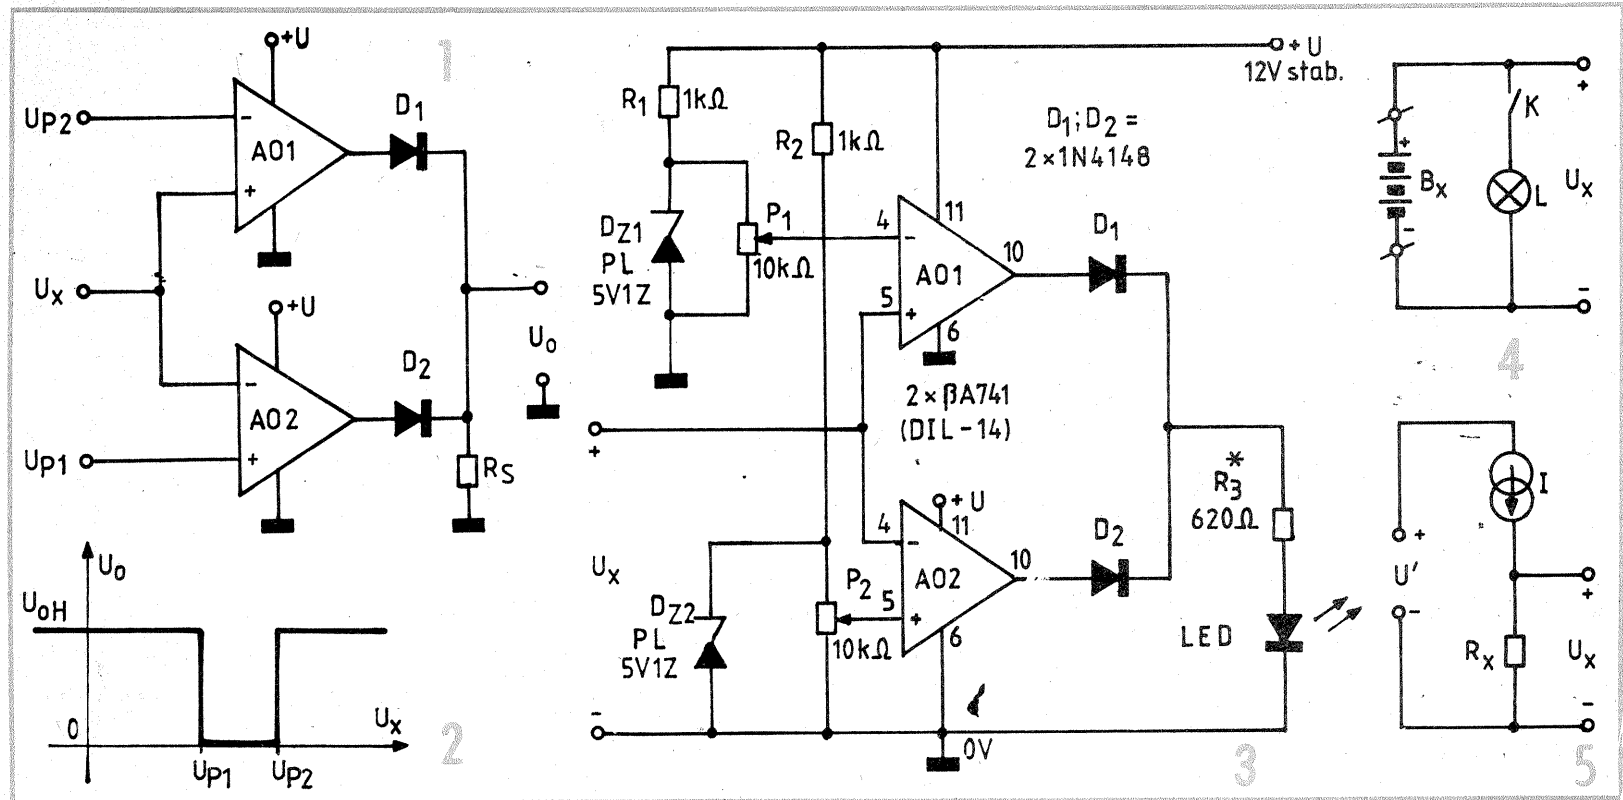 1
+U
UP2
-
AO1
+
D1
UX
+U
Uo
-
AO2
+
D2
UP1
RS
2
Uo
UoH
0
UX
UP1
UP2
3
+U
12V stab.
R1 1kΩ
R2 1kΩ
D1;D2 =
2×1N4148
DZ1
PL
5V1Z
P1
10kΩ
4
-
11
AO1
10
5
+
6
D1
2×βA741
(DIL-14)
+
UX
-
+U
4
-
11
AO2
10
5
+
6
D2
P2
10kΩ
DZ2
PL
5V1Z
R3*
620Ω
LED
0V
4
+
BX
-
K
L
+
UX
-
5
I
+
U'
-
RX
+
UX
-